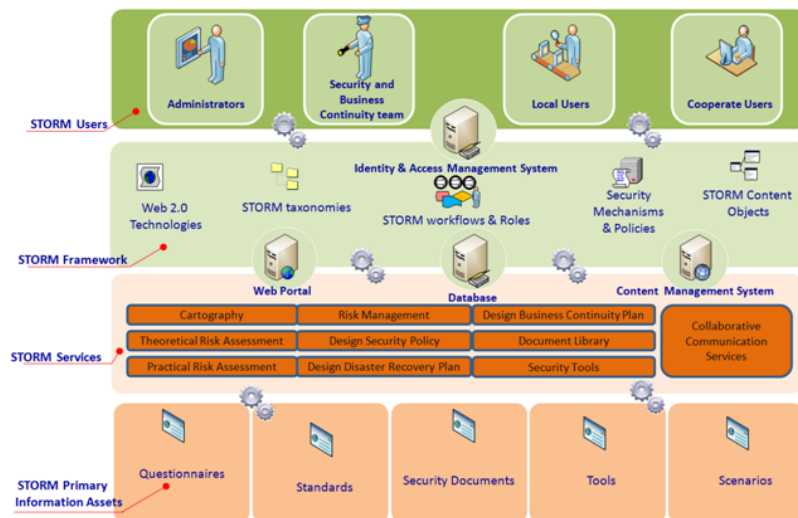 Administrators
Security and
Business
Continuity team
Local Users
Cooperate Users
STORM Users
Identity & Access Management System
Web 2.0
Technologies
STORM taxonomies
STORM workflows & Roles
Security
Mechanisms
& Policies
STORM Content
Objects
STORM Framework
Web Portal
Database
Content Management System
Cartography
Risk Management
Design Business Continuity Plan
Theoretical Risk Assessment
Design Security Policy
Document Library
Practical Risk Assessment
Design Disaster Recovery Plan
Security Tools
Collaborative
Communication
Services
STORM Services
Questionnaires
Standards
Security Documents
Tools
Scenarios
STORM Primary
Information Assets